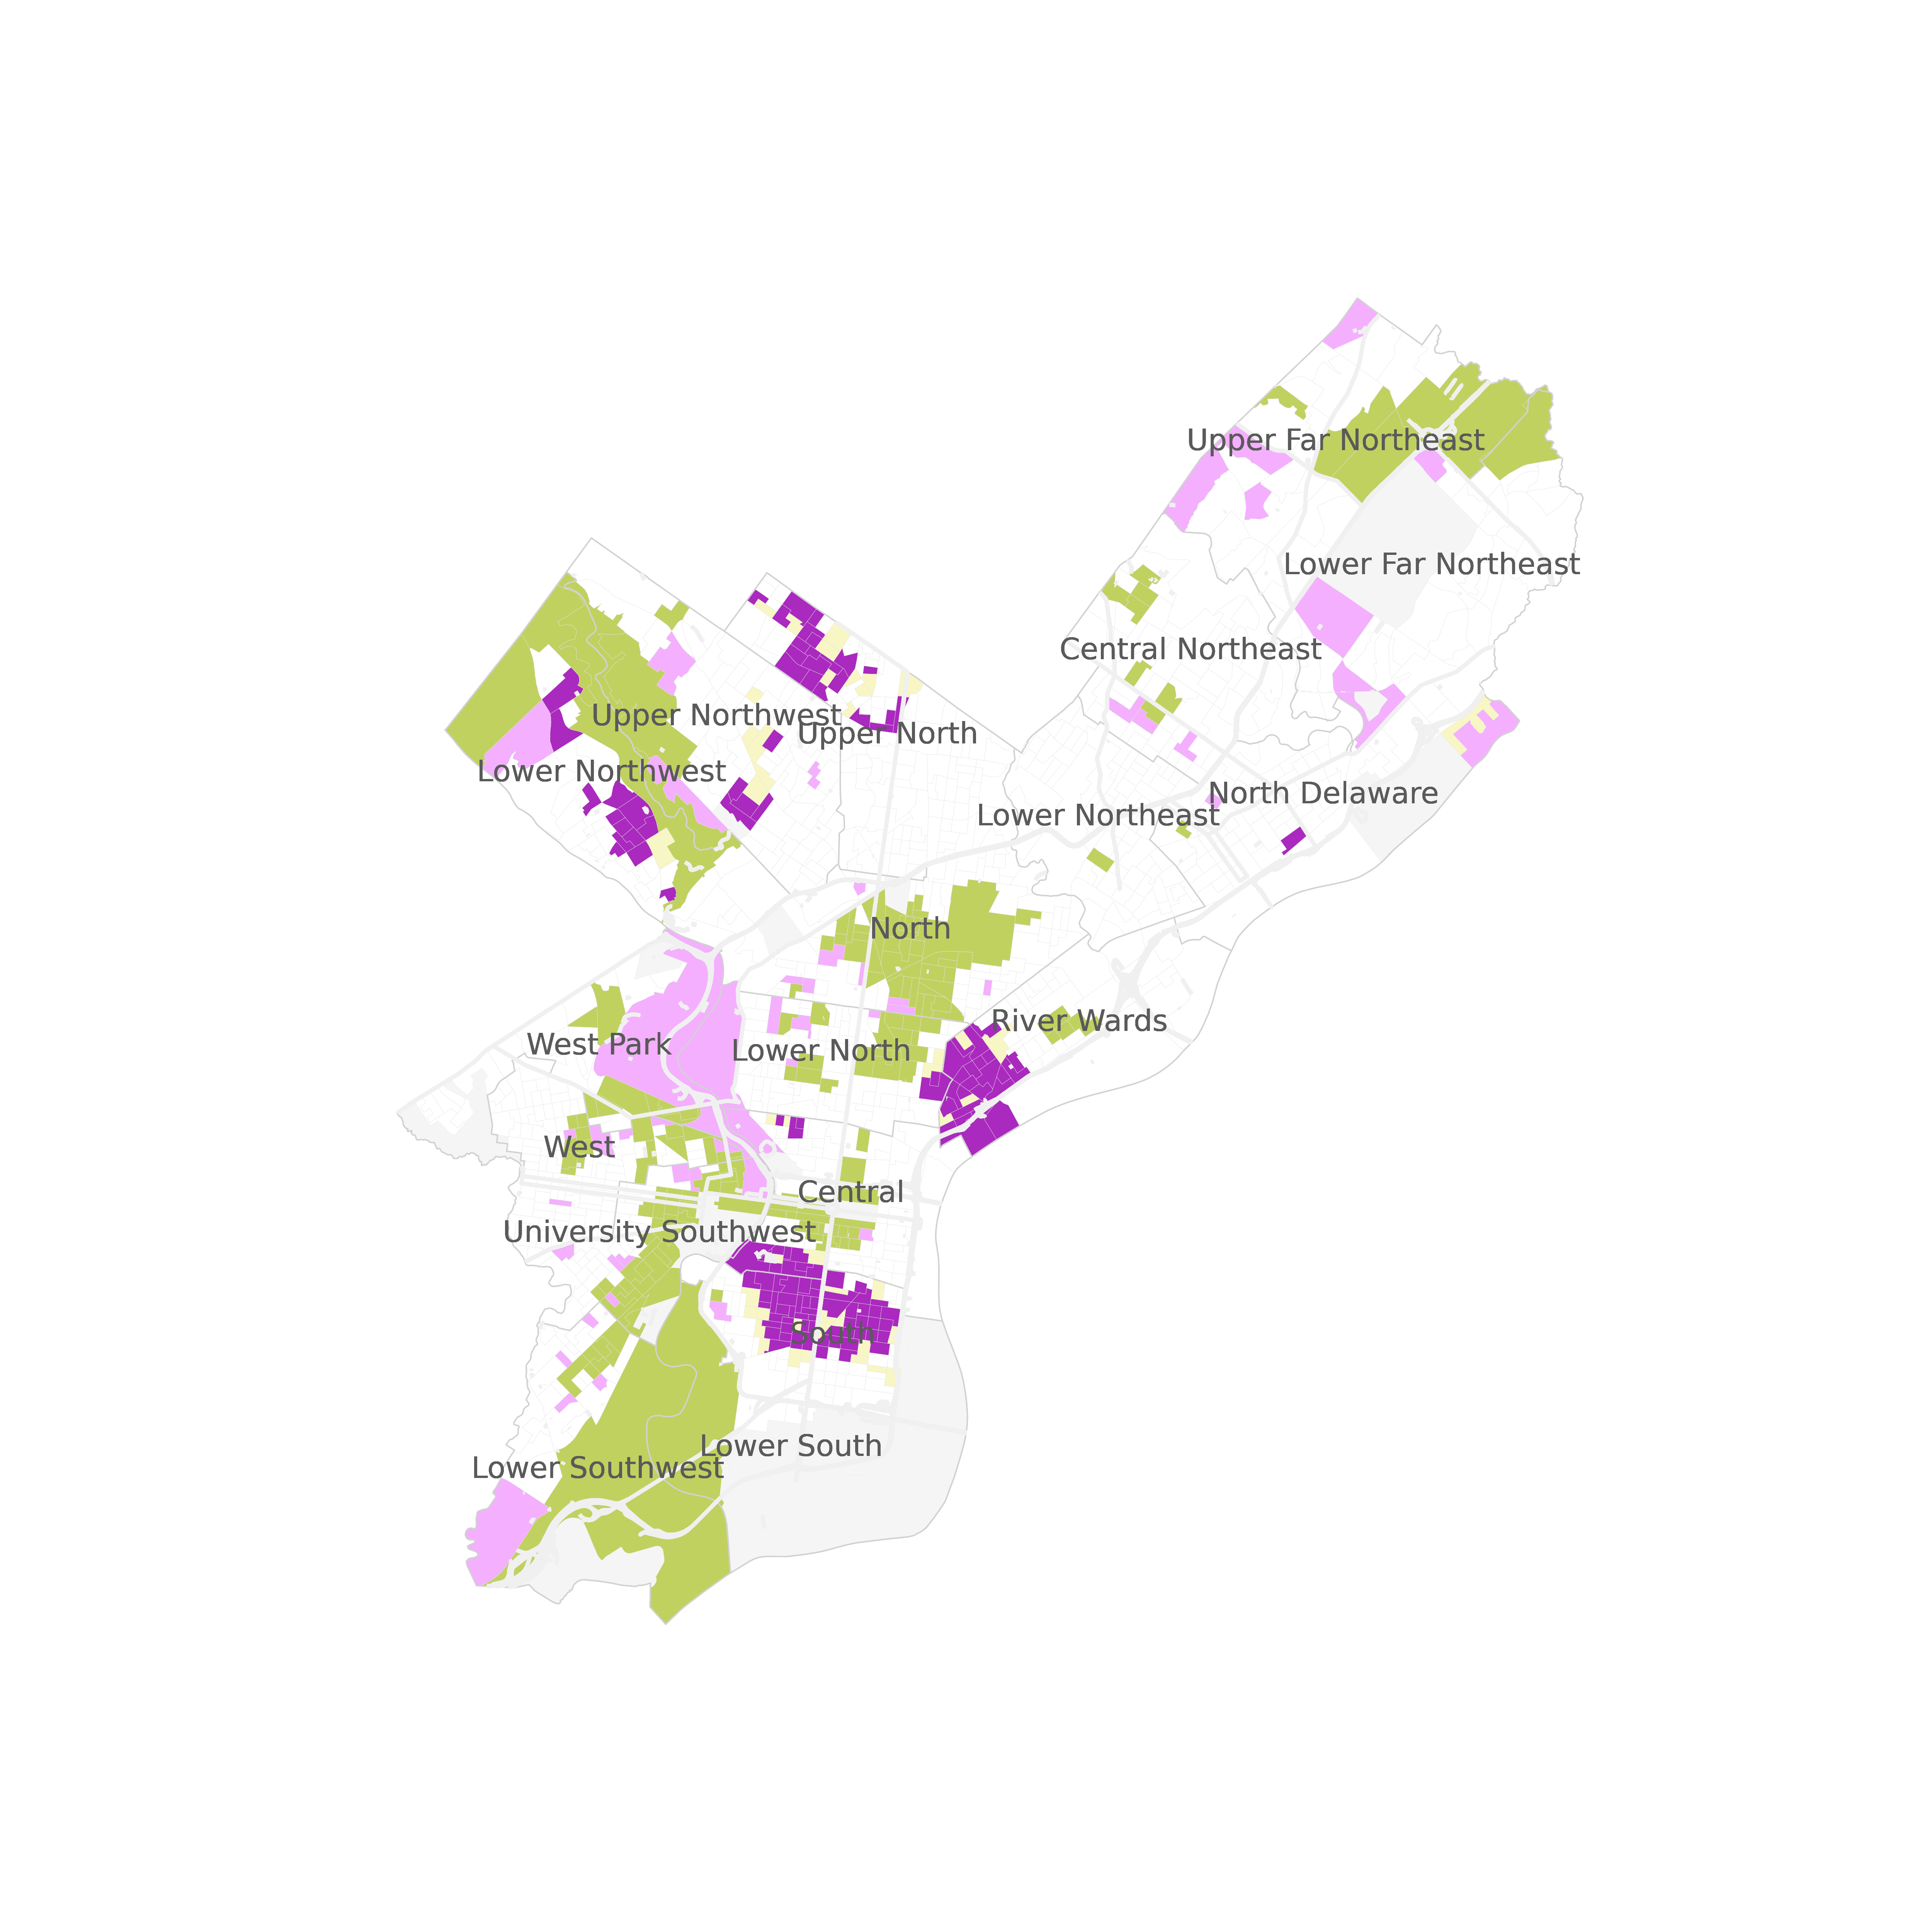 Upper Far Northeast
Lower Far Northeast
Central Northeast
Upper Northwest
Upper North
Lower Northwest
North Delaware
Lower Northeast
North
River Wards
West Park
Lower North
West
Central
University Southwest
South
Lower South
Lower Southwest